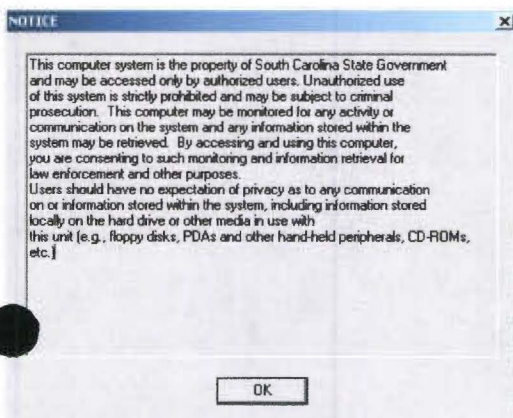 NOTICE
This computer system is the property of South Carolina State Government
and may be accessed only by authorized users. Unauthorized use
of this system is strictly prohibited and may be subject to criminal
prosecution. This computer may be monitored for any activity or
communication on the system and any information stored within the
system may be retrieved. By accessing and using this computer,
you are consenting to such monitoring and information retrieval for
law enforcement and other purposes.
Users should have no expectation of privacy as to any communication
on or information stored within the system, including information stored
locally on the hard drive or other media in use with
this unit (e.g., floppy disks, PDAs and other hand-held peripherals, CD-ROMs,
etc.)
OK